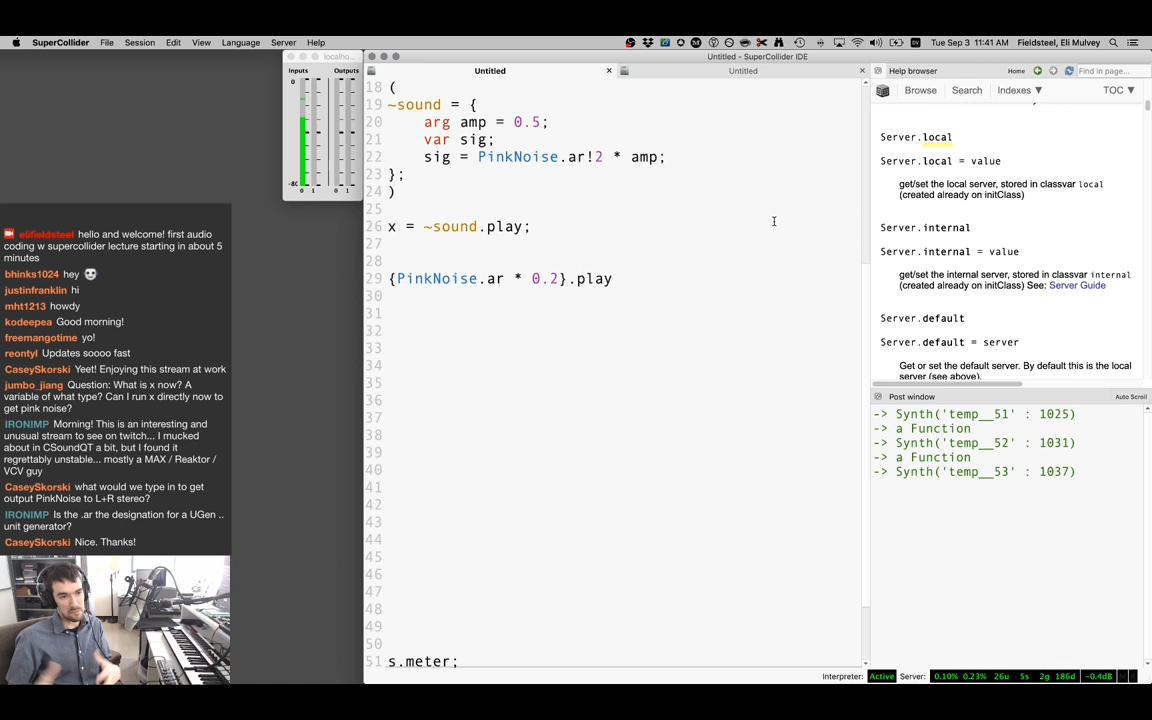 SuperCollider File Session Edit View Language Server Help
Tue Sep 3 11:41 AM Fieldsteel, Eli Mulvey
localho...
Inputs Outputs
0
-80
0 1 0 1
Untitled - SuperCollider IDE
Untitled
Untitled
18 (
19 ~sound = {
20 arg amp = 0.5;
21 var sig;
22 sig = PinkNoise.ar!2 * amp;
23 };
24 )
25
26 x = ~sound.play;
27
28
29 {PinkNoise.ar * 0.2}.play
30
31
32
33
34
35
36
37
38
39
40
41
42
43
44
45
46
47
48
49
50
51 s.meter;
Help browser Home Find in page...
Browse Search Indexes ▼ TOC ▼
Server.local
Server.local = value
get/set the local server, stored in classvar local
(created already on initClass)
Server.internal
Server.internal = value
get/set the internal server, stored in classvar internal
(created already on initClass) See: Server Guide
Server.default
Server.default = server
Get or set the default server. By default this is the local
server (see above).
Post window Auto Scroll
-> Synth('temp__51' : 1025)
-> a Function
-> Synth('temp__52' : 1031)
-> a Function
-> Synth('temp__53' : 1037)
Interpreter: Active Server: 0.10% 0.23% 26u 5s 2g 186d -0.4dB
elifieldsteel hello and welcome! first audio
coding w supercollider lecture starting in about 5
minutes
bhinks1024 hey
justinfranklin hi
mht1213 howdy
kodeepea Good morning!
freemangotime yo!
reontyl Updates soooo fast
CaseySkorski Yeet! Enjoying this stream at work
jumbo_jiang Question: What is x now? A
variable of what type? Can I run x directly now to
get pink noise?
IRONIMP Morning! This is an interesting and
unusual stream to see on twitch... I mucked
about in CSoundQT a bit, but I found it
regrettably unstable... mostly a MAX / Reaktor /
VCV guy
CaseySkorski what would we type in to get
output PinkNoise to L+R stereo?
IRONIMP Is the .ar the designation for a UGen ..
unit generator?
CaseySkorski Nice. Thanks!